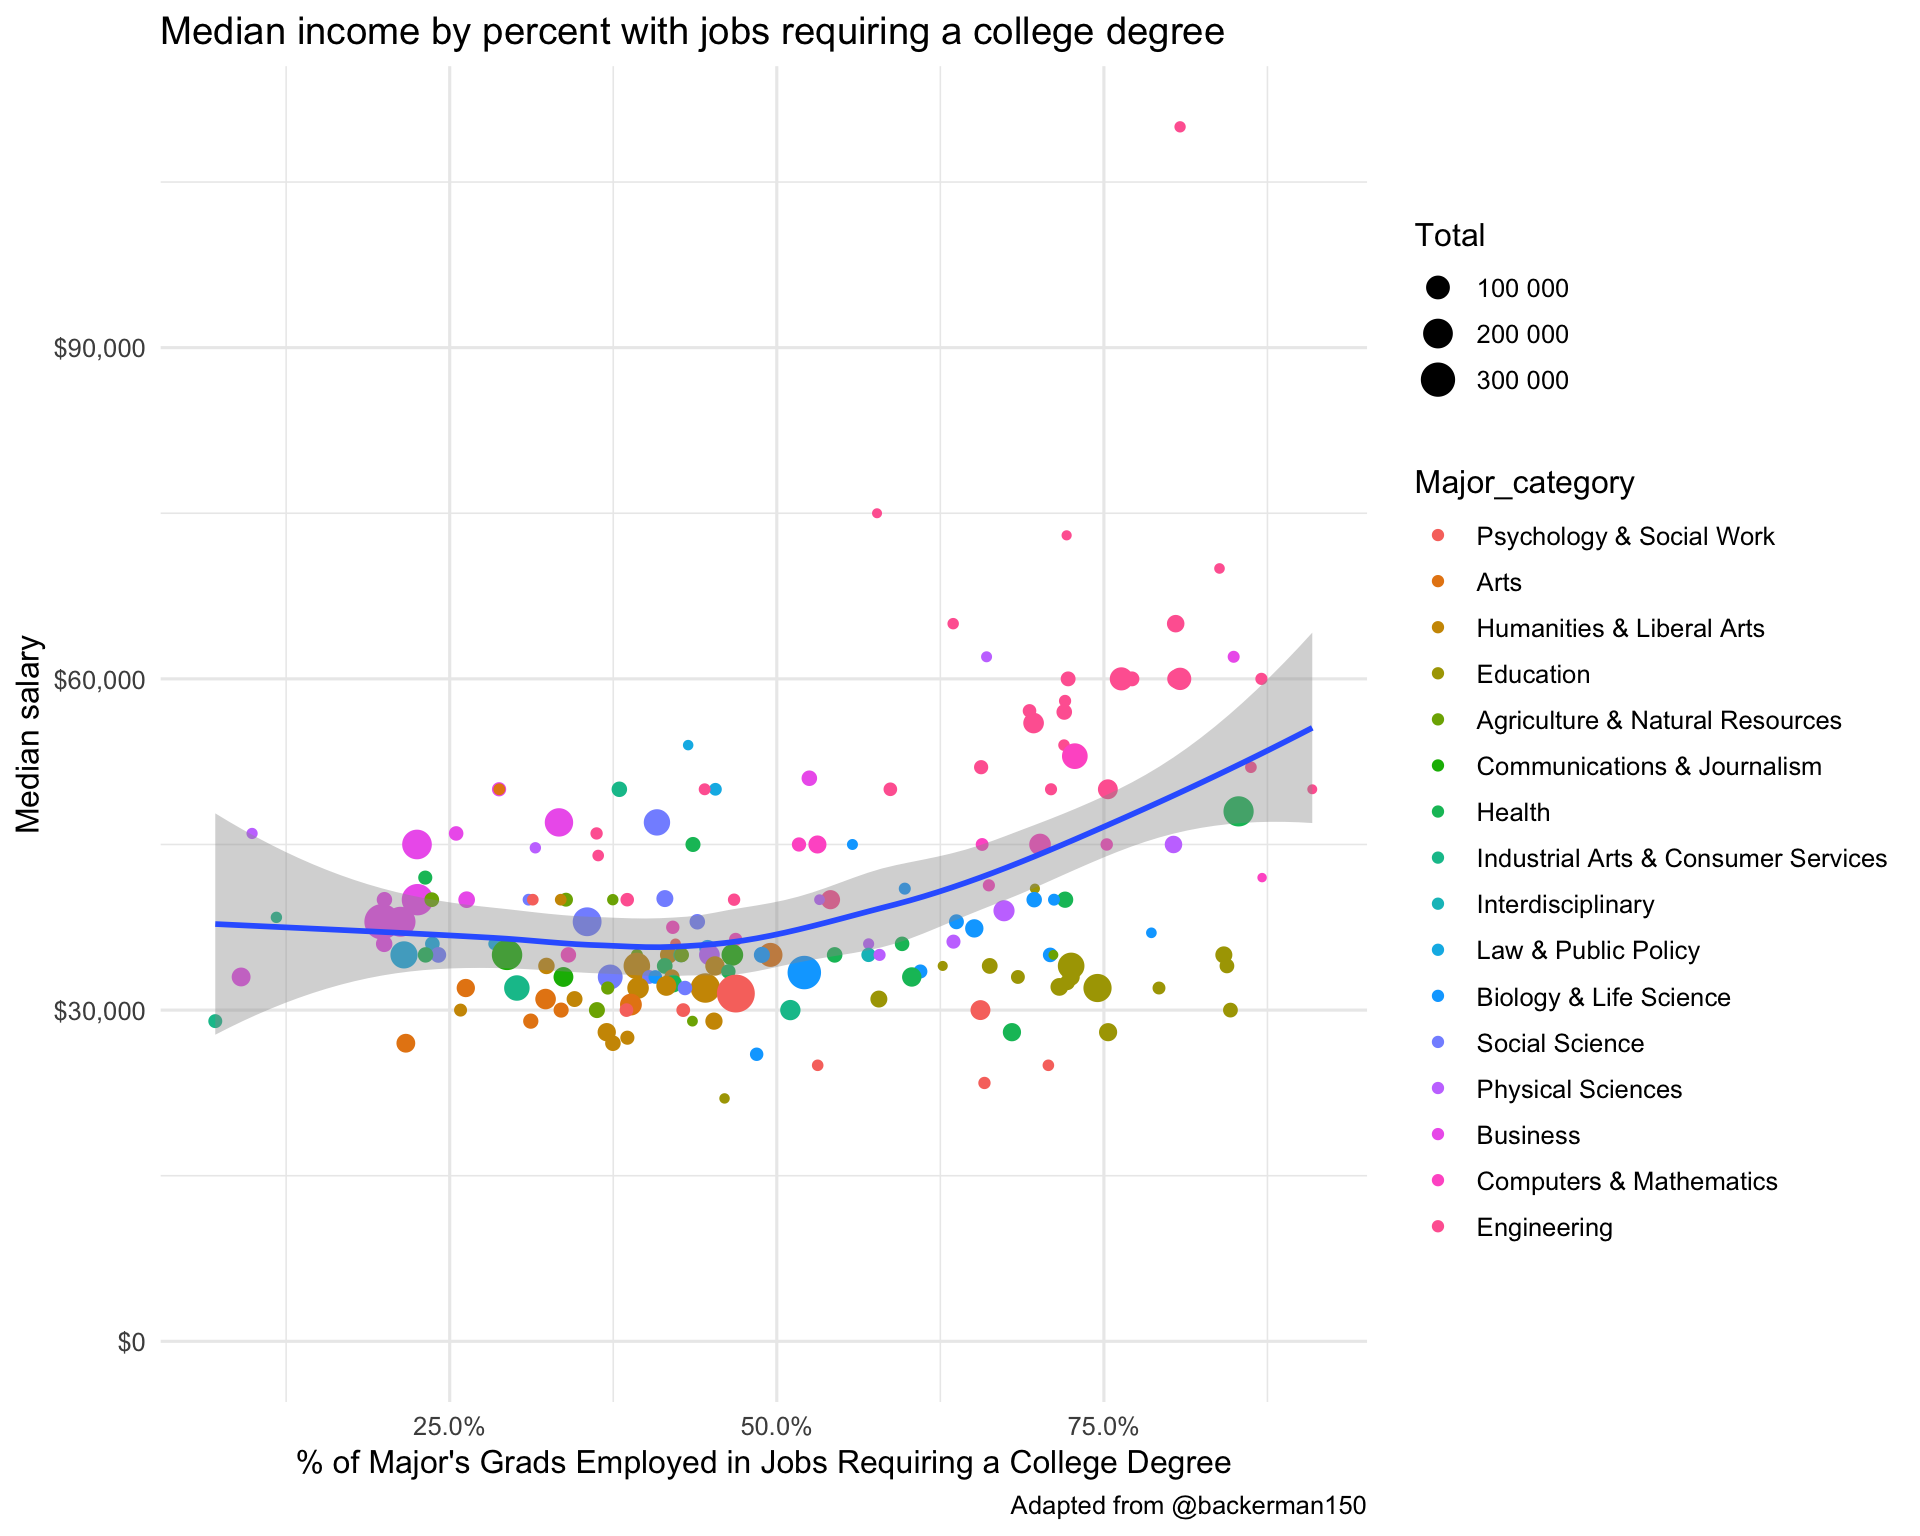 Median income by percent with jobs requiring a college degree
Median salary
$90,000
$60,000
$30,000
$0
25.0%
50.0%
75.0%
% of Major's Grads Employed in Jobs Requiring a College Degree
Adapted from @backerman150
Total
100 000
200 000
300 000
Major_category
Psychology & Social Work
Arts
Humanities & Liberal Arts
Education
Agriculture & Natural Resources
Communications & Journalism
Health
Industrial Arts & Consumer Services
Interdisciplinary
Law & Public Policy
Biology & Life Science
Social Science
Physical Sciences
Business
Computers & Mathematics
Engineering